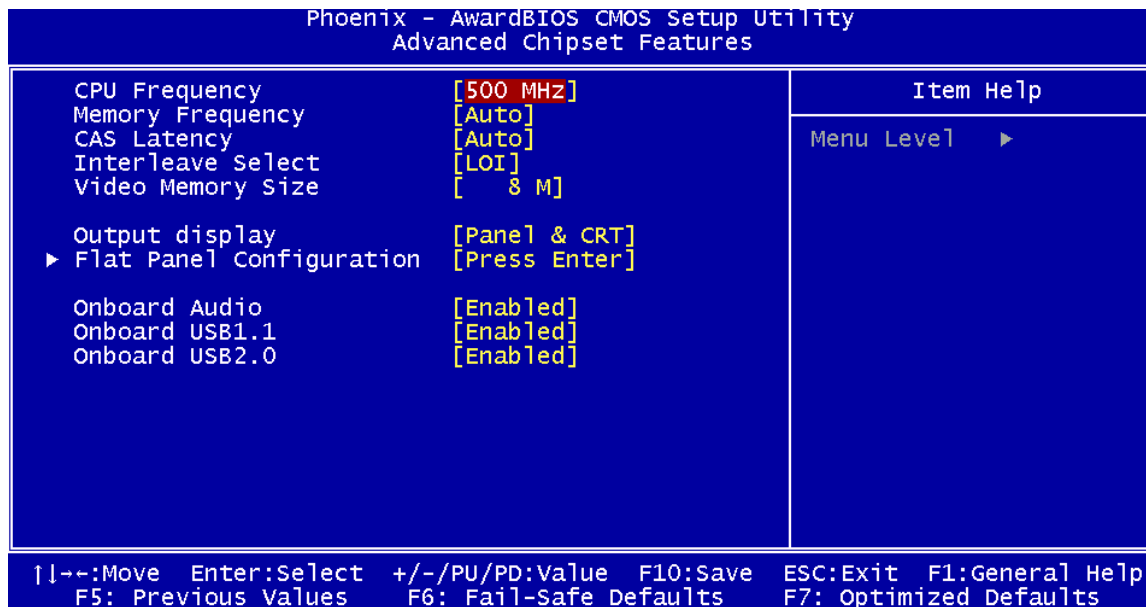 Phoenix - AwardBIOS CMOS Setup Utility
Advanced Chipset Features
CPU Frequency [500 MHz]
Memory Frequency [Auto]
CAS Latency [Auto]
Interleave Select [LOI]
Video Memory Size [ 8 M]
Output display [Panel & CRT]
▶ Flat Panel Configuration [Press Enter]
Onboard Audio [Enabled]
Onboard USB1.1 [Enabled]
Onboard USB2.0 [Enabled]
Item Help
Menu Level ▶
↑↓→←:Move Enter:Select +/-/PU/PD:Value F10:Save ESC:Exit F1:General Help
F5: Previous Values F6: Fail-Safe Defaults F7: Optimized Defaults